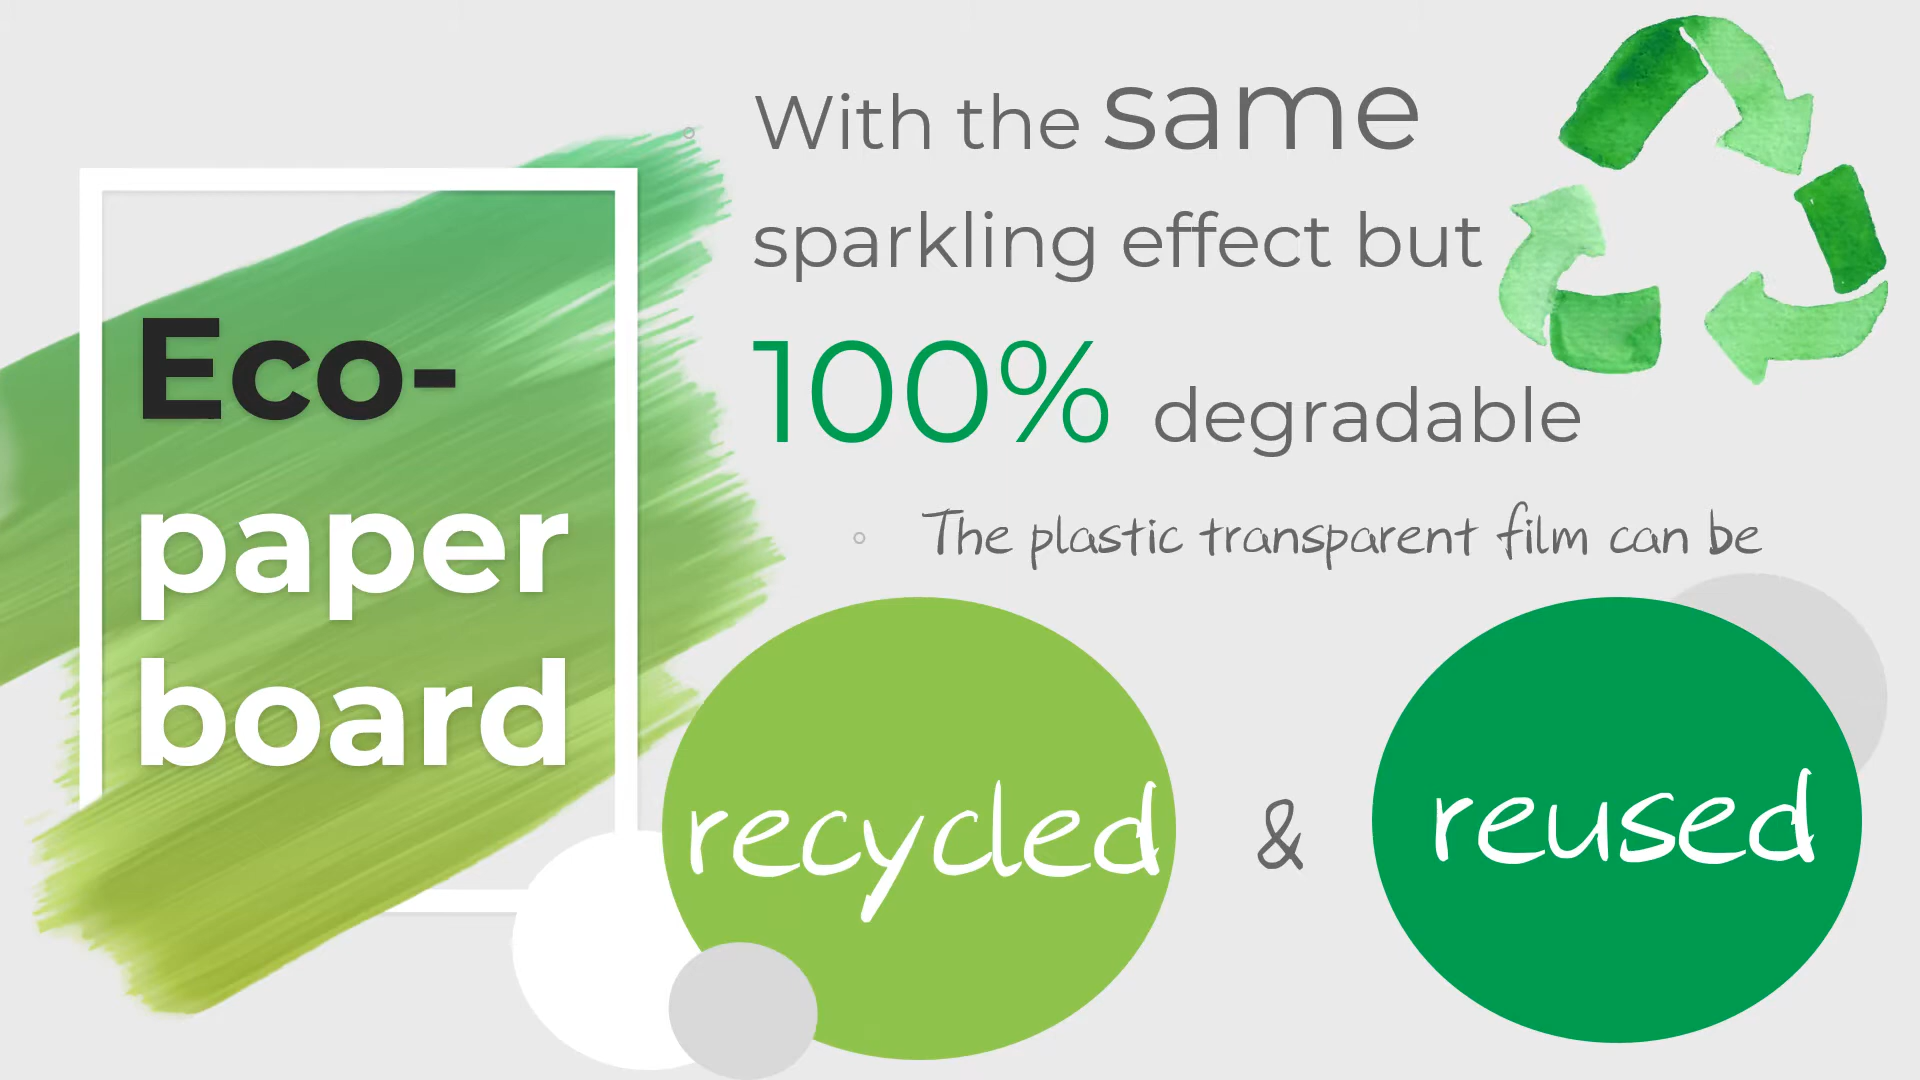 Eco-
paper
board
With the same
sparkling effect but
100% degradable
The plastic transparent film can be
recycled & reused